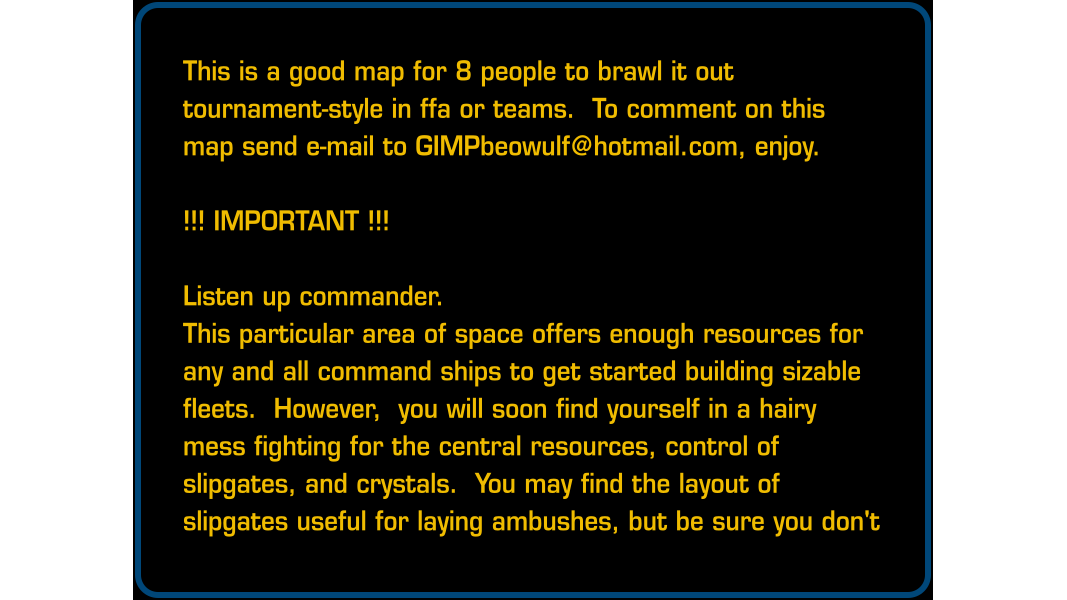 This is a good map for 8 people to brawl it out
tournament-style in ffa or teams.  To comment on this
map send e-mail to GIMPbeowulf@hotmail.com, enjoy.
!!! IMPORTANT !!!
Listen up commander.
This particular area of space offers enough resources for
any and all command ships to get started building sizable
fleets.  However,  you will soon find yourself in a hairy
mess fighting for the central resources, control of
slipgates, and crystals.  You may find the layout of
slipgates useful for laying ambushes, but be sure you don't